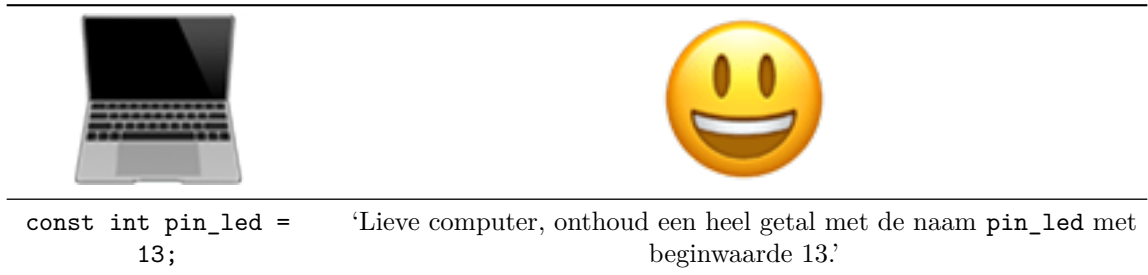 const int pin_led =
13;
‘Lieve computer, onthoud een heel getal met de naam pin_led met
beginwaarde 13.’